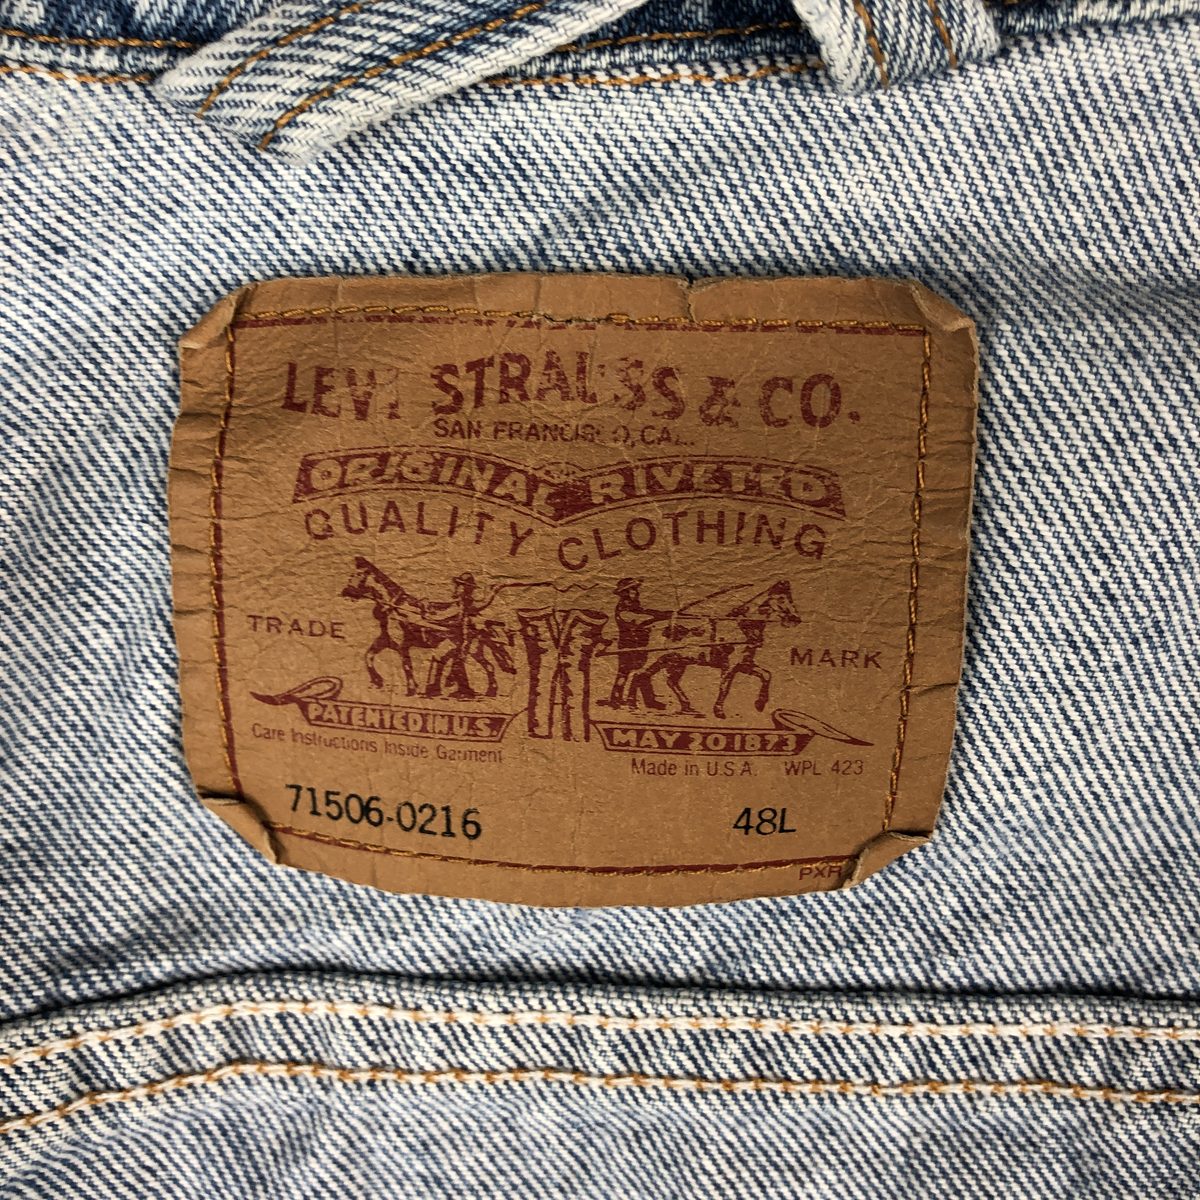 LEVI STRAUSS & CO.
SAN FRANCISCO, CAL.
ORIGINAL RIVETED
QUALITY CLOTHING
TRADE MARK
PATENTED IN U.S. MAY 20 1873
Care Instructions Inside Garment
Made in U.S.A. WPL 423
71506-0216 48L
PXR